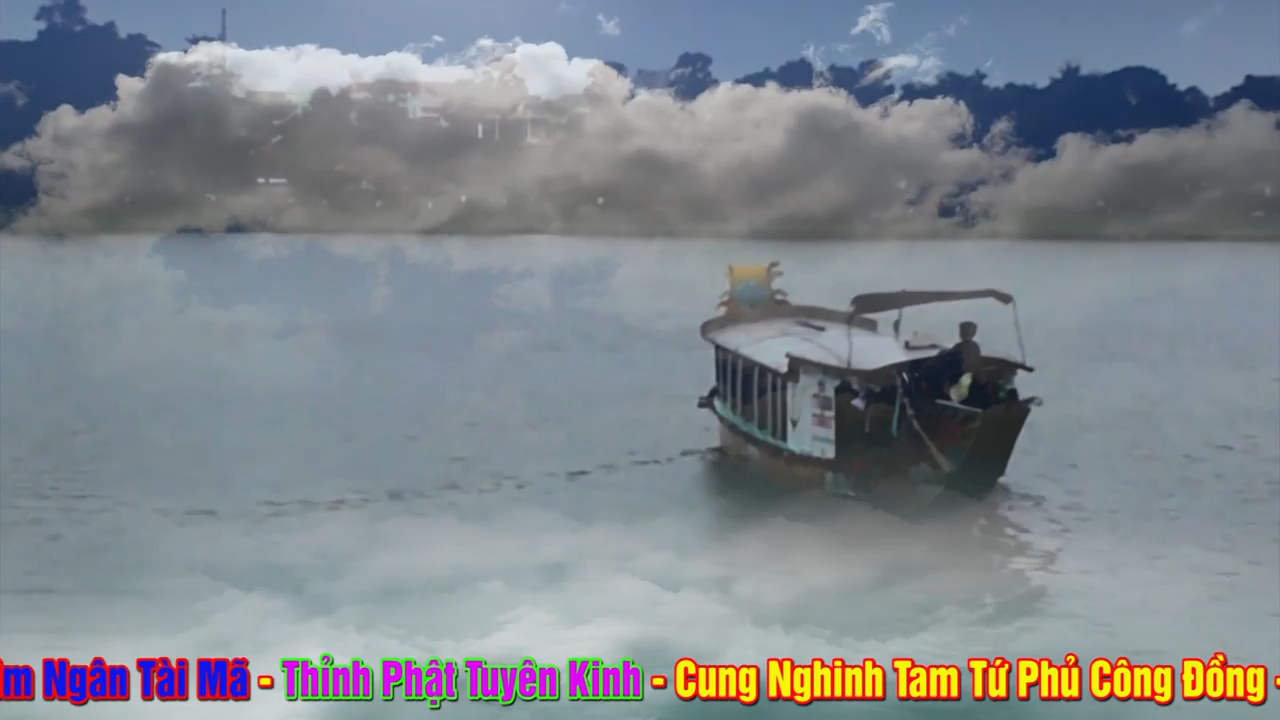 Ngân Tài Mã - Thỉnh Phật Tuyên Kinh - Cung Nghinh Tam Tứ Phủ Công Đồng -